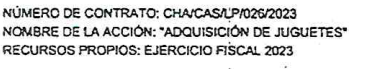 NÚMERO DE CONTRATO: CHA/CAS/LP/026/2023
NOMBRE DE LA ACCIÓN: "ADQUISICIÓN DE JUGUETES"
RECURSOS PROPIOS: EJERCICIO FISCAL 2023